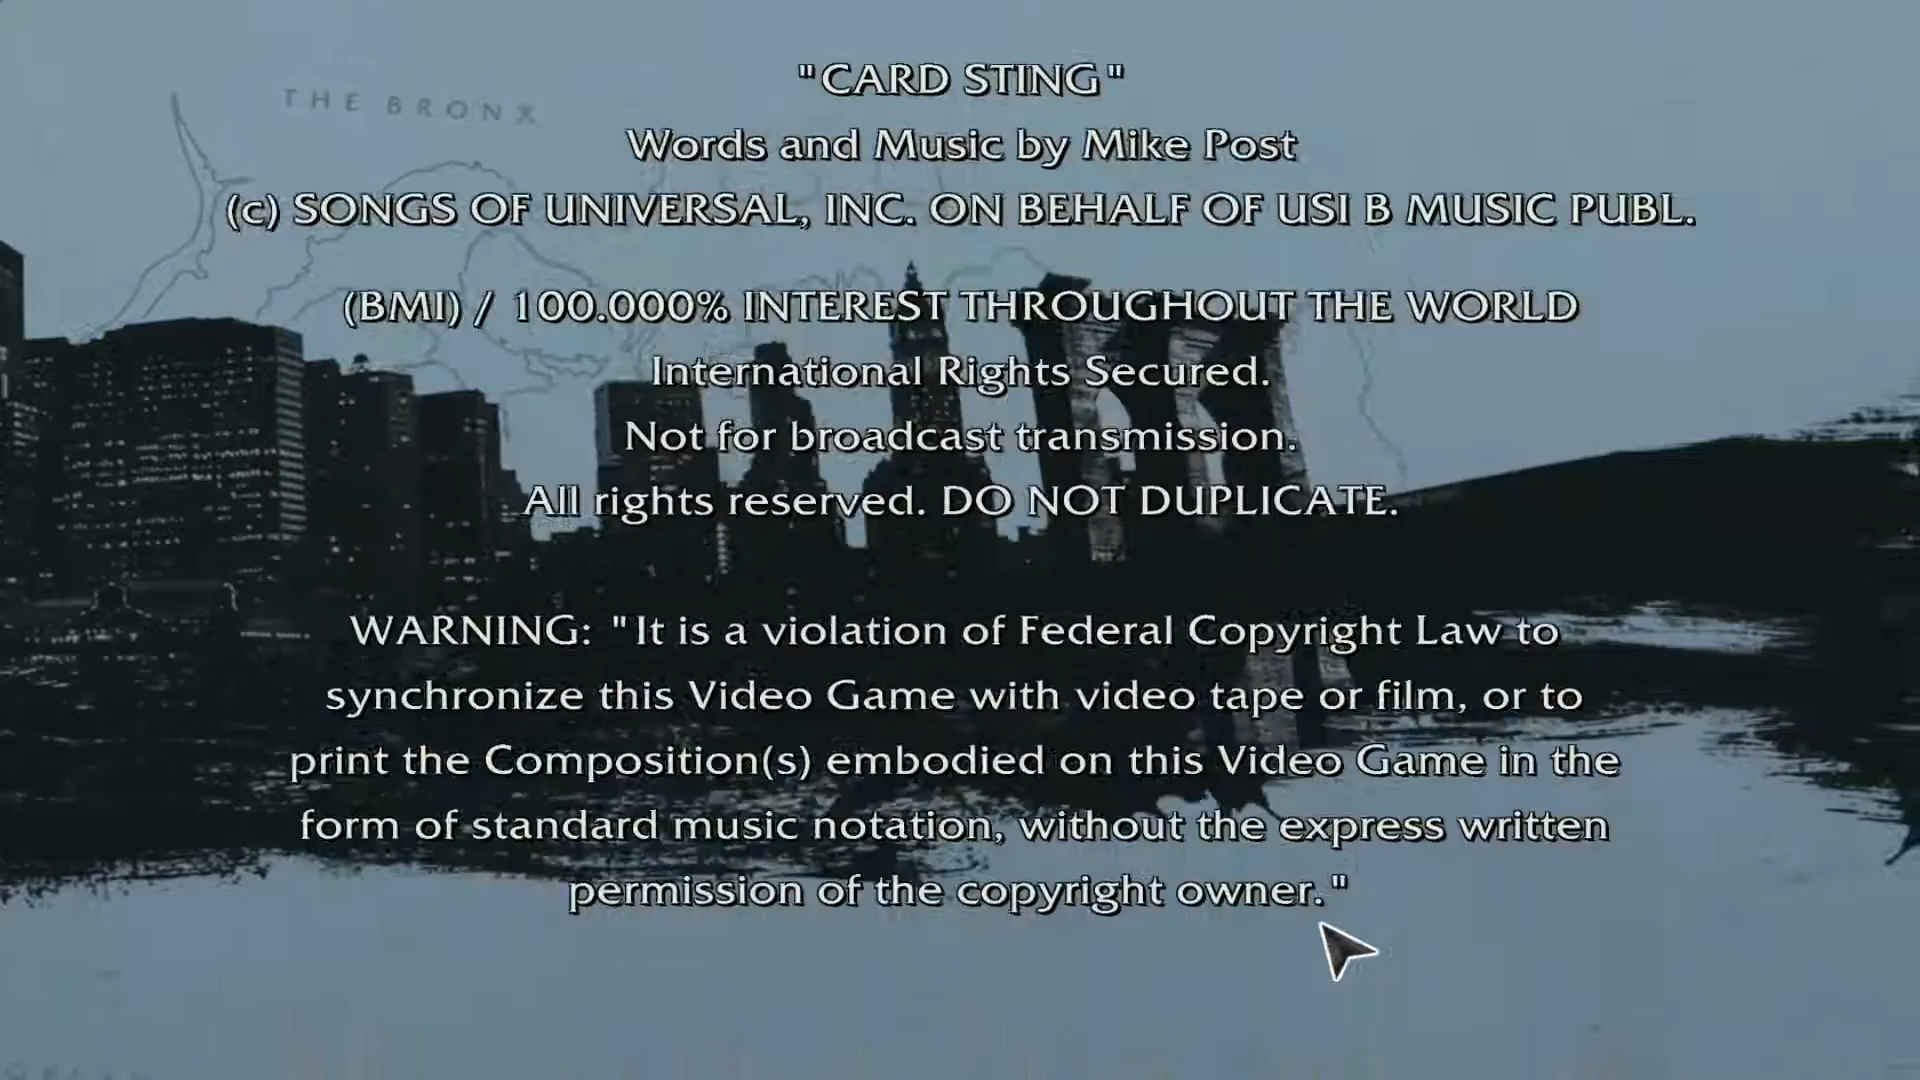 THE BRONX
"CARD STING"
Words and Music by Mike Post
(c) SONGS OF UNIVERSAL, INC. ON BEHALF OF USI B MUSIC PUBL.
(BMI) / 100.000% INTEREST THROUGHOUT THE WORLD
International Rights Secured.
Not for broadcast transmission.
All rights reserved. DO NOT DUPLICATE.
WARNING: "It is a violation of Federal Copyright Law to
synchronize this Video Game with video tape or film, or to
print the Composition(s) embodied on this Video Game in the
form of standard music notation, without the express written
permission of the copyright owner."